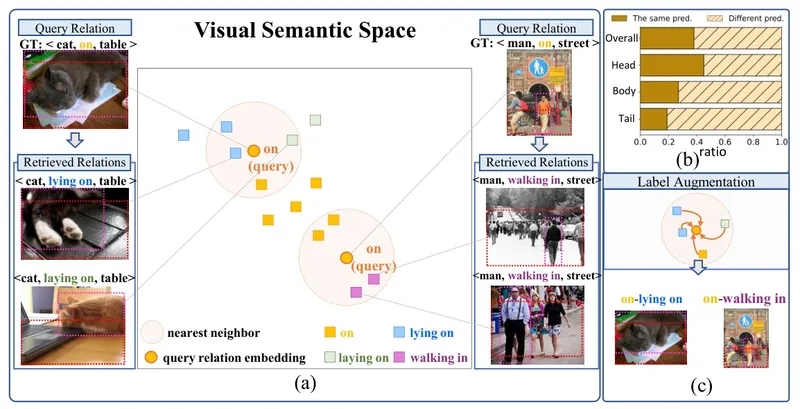 Visual Semantic Space
Query Relation
GT: < cat, on, table >
Retrieved Relations
< cat, lying on, table >
<cat, laying on, table>
on
(query)
on
(query)
nearest neighbor
on
lying on
query relation embedding
laying on
walking in
(a)
Query Relation
GT: < man, on, street >
Retrieved Relations
<man, walking in, street>
<man, walking in, street>
The same pred.
Different pred.
Overall
Head
Body
Tail
0.0
0.2
0.4
0.6
0.8
1.0
ratio
(b)
Label Augmentation
on-lying on
on-walking in
(c)